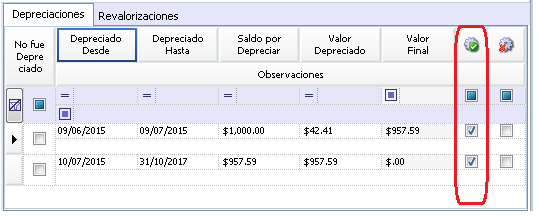 Depreciaciones Revalorizaciones
No fue Depre ciado Depreciado Desde Depreciado Hasta Saldo por Depreciar Valor Depreciado Valor Final
Observaciones
= = = =
09/06/2015 09/07/2015 $1,000.00 $42.41 $957.59
10/07/2015 31/10/2017 $957.59 $957.59 $.00